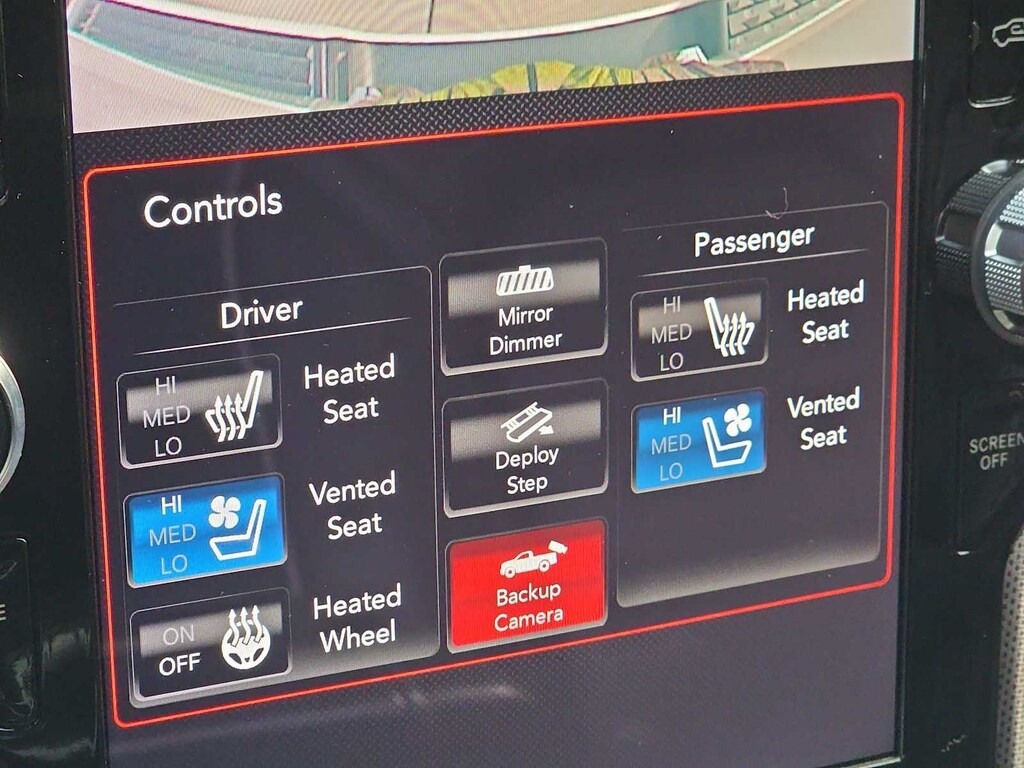 Controls
Driver
HI
MED
LO
Heated
Seat
HI
MED
LO
Vented
Seat
ON
OFF
Heated
Wheel
Mirror
Dimmer
Deploy
Step
Backup
Camera
Passenger
HI
MED
LO
Heated
Seat
HI
MED
LO
Vented
Seat
SCREEN
OFF
E